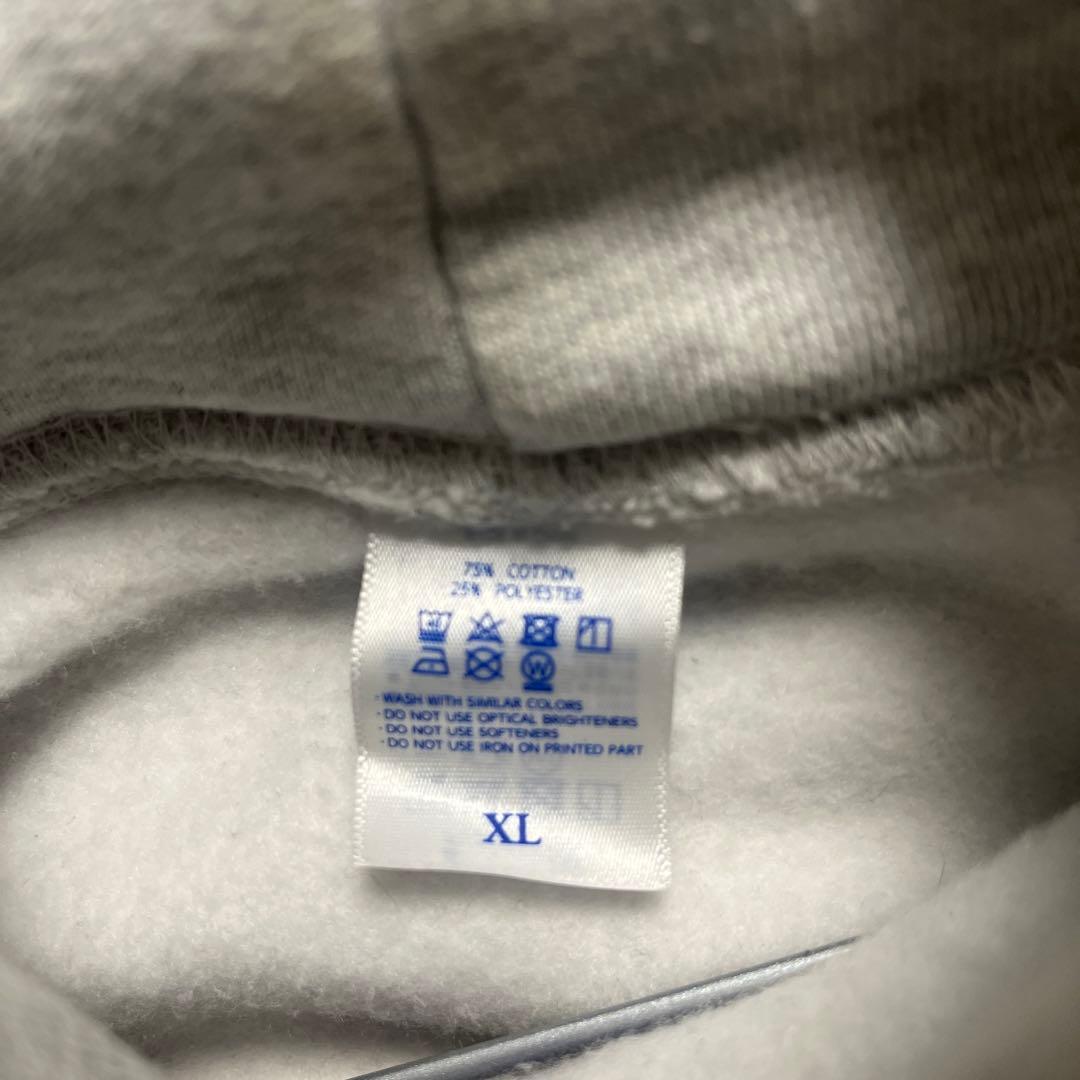 75% COTTON
25% POLYESTER
· WASH WITH SIMILAR COLORS
· DO NOT USE OPTICAL BRIGHTENERS
· DO NOT USE SOFTENERS
· DO NOT USE IRON ON PRINTED PART
XL